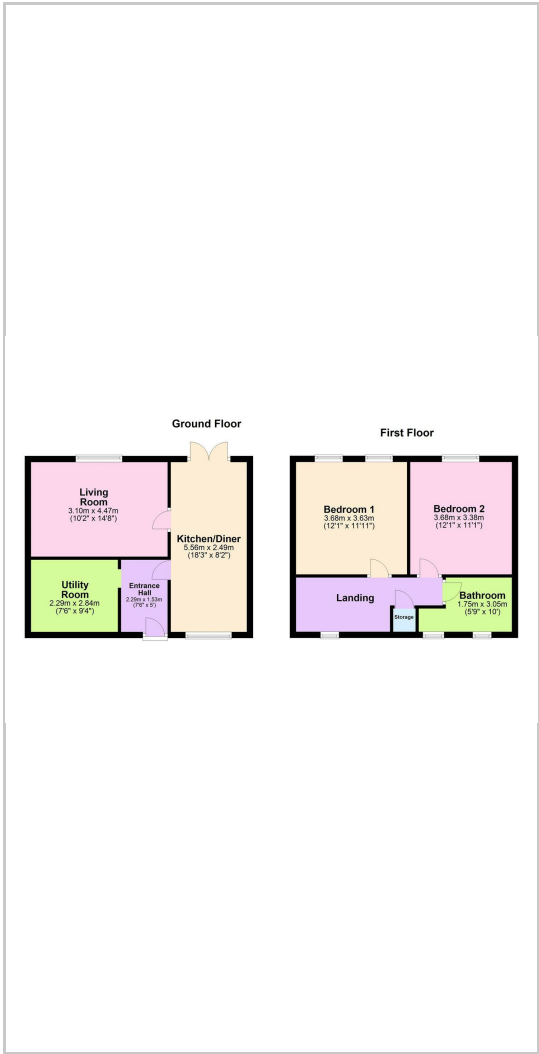 Ground Floor
Living
Room
3.10m x 4.47m
(10'2" x 14'8")
Kitchen/Diner
5.56m x 2.49m
(18'3" x 8'2")
Utility
Room
2.29m x 2.84m
(7'6" x 9'4")
Entrance
Hall
2.29m x 1.53m
(7'6" x 5')
First Floor
Bedroom 1
3.68m x 3.63m
(12'1" x 11'11")
Bedroom 2
3.68m x 3.38m
(12'1" x 11'1")
Landing
Storage
Bathroom
1.75m x 3.05m
(5'9" x 10')